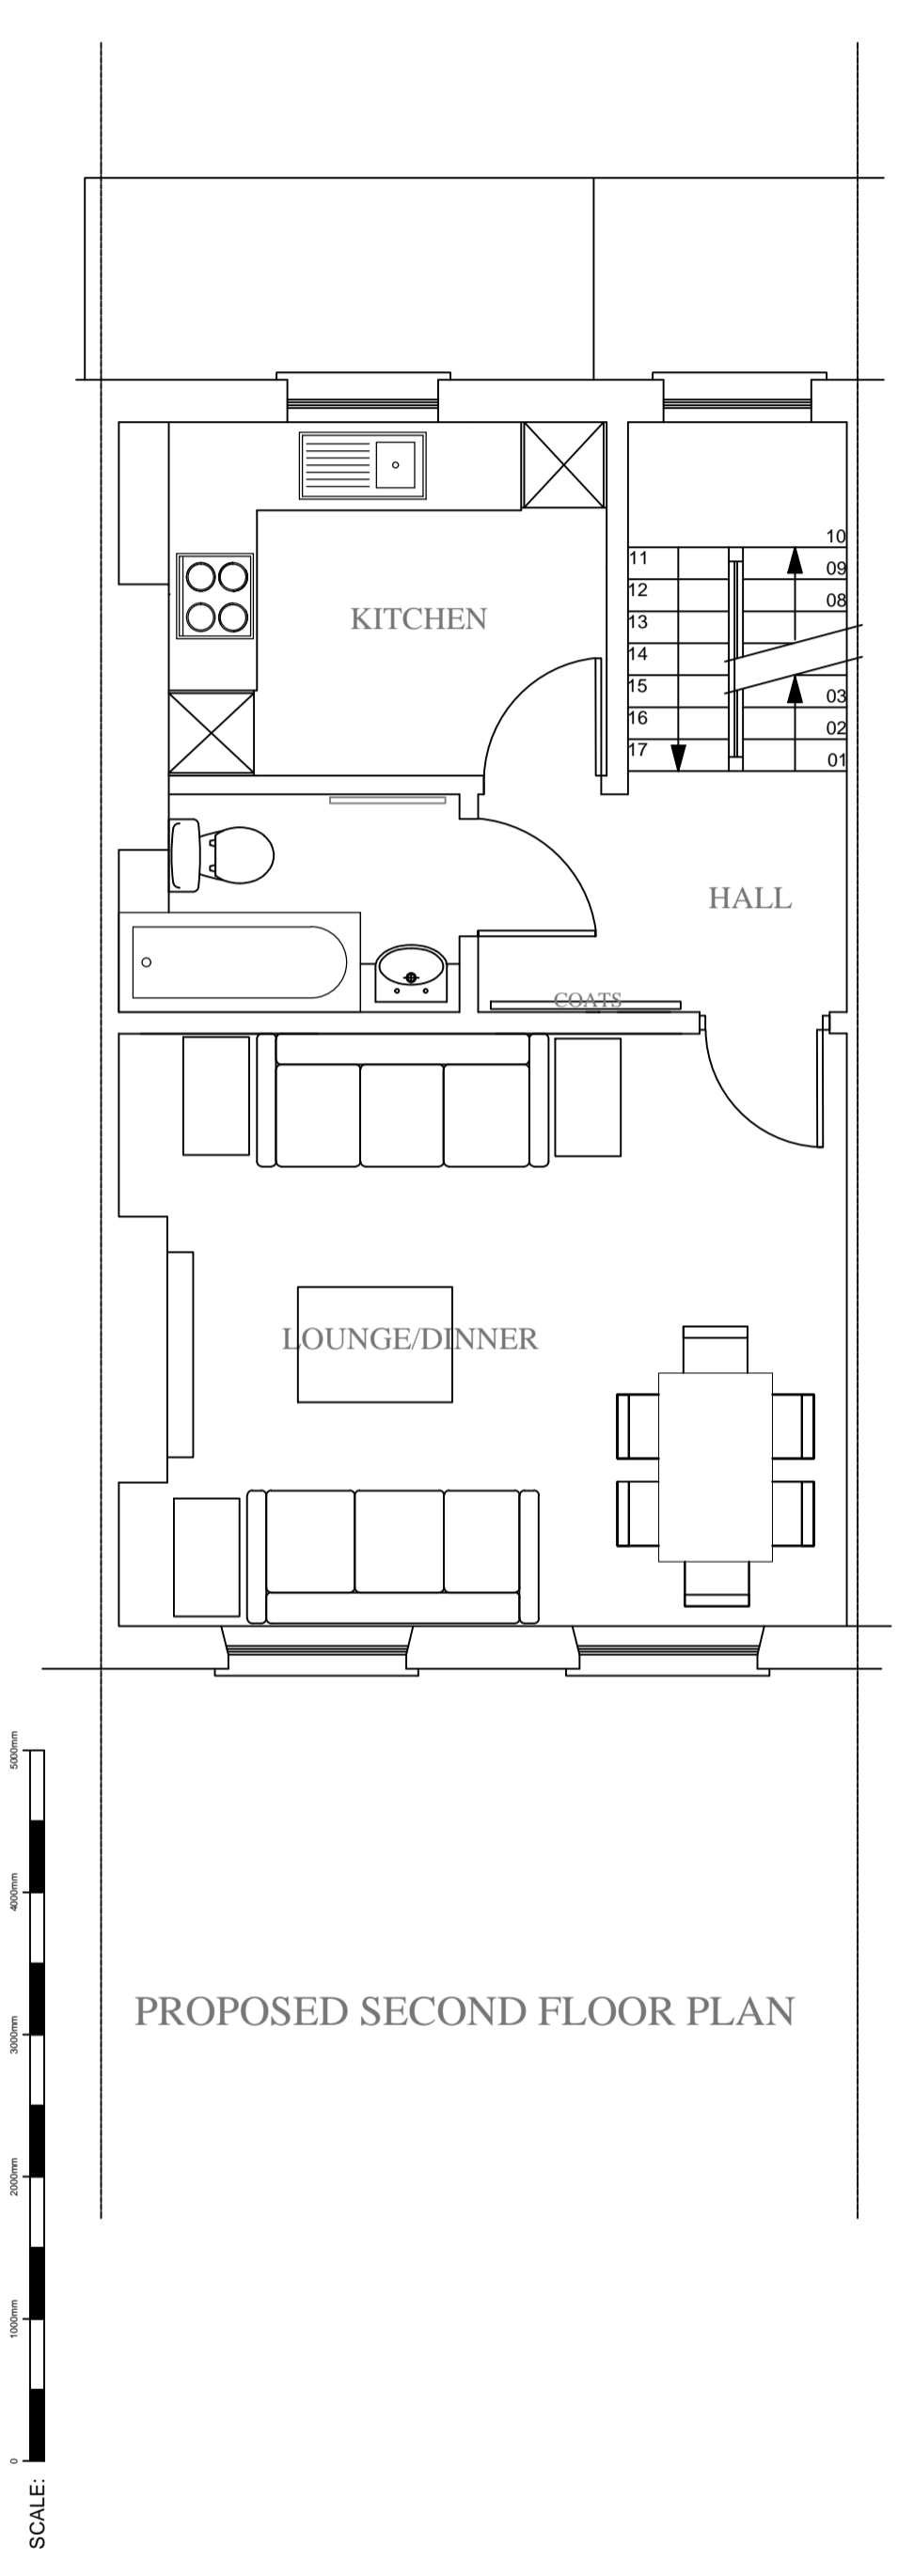 KITCHEN
10
11
09
12
08
13
14
15
03
16
02
17
01
HALL
COATS
LOUNGE/DINNER
5000mm
4000mm
3000mm
2000mm
1000mm
0
SCALE:
PROPOSED SECOND FLOOR PLAN